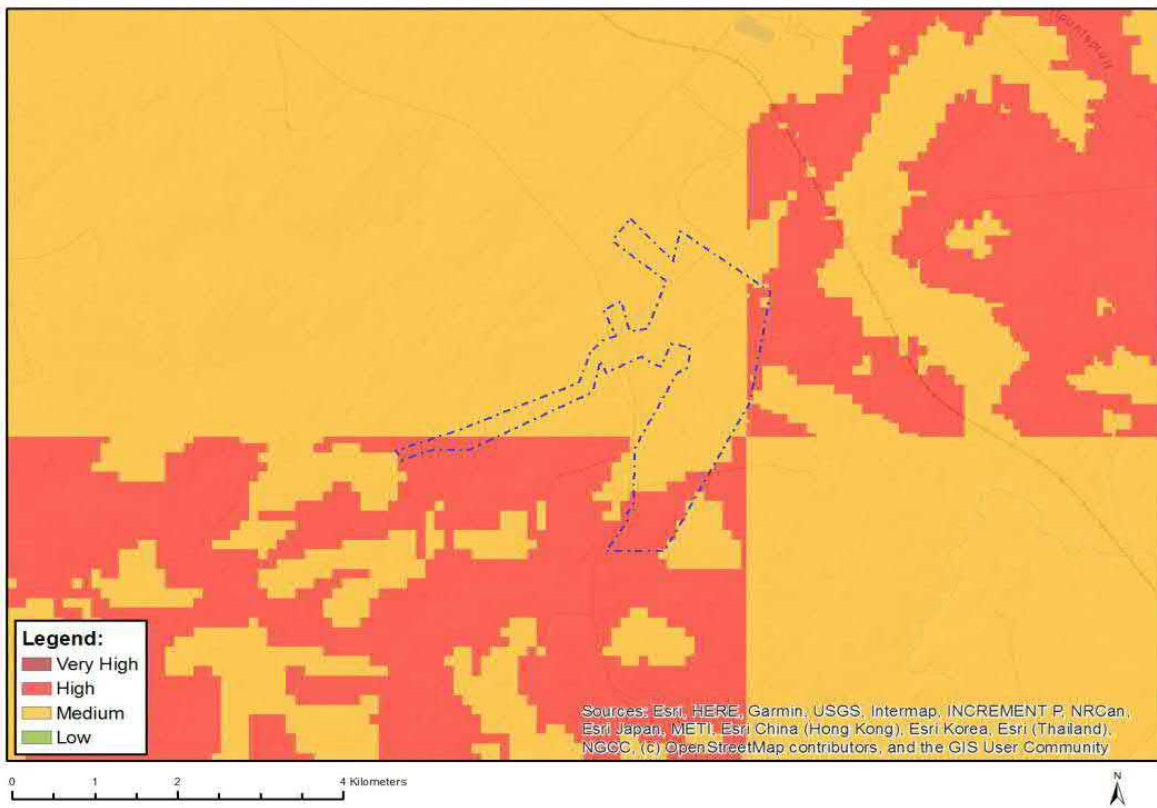 Legend:
Very High
High
Medium
Low
Sources: Esri, HERE, Garmin, USGS, Intermap, INCREMENT P, NRCan,
Esri Japan, METI, Esri China (Hong Kong), Esri Korea, Esri (Thailand),
NGCC, (c) OpenStreetMap contributors, and the GIS User Community
0 1 2 4 Kilometers
N